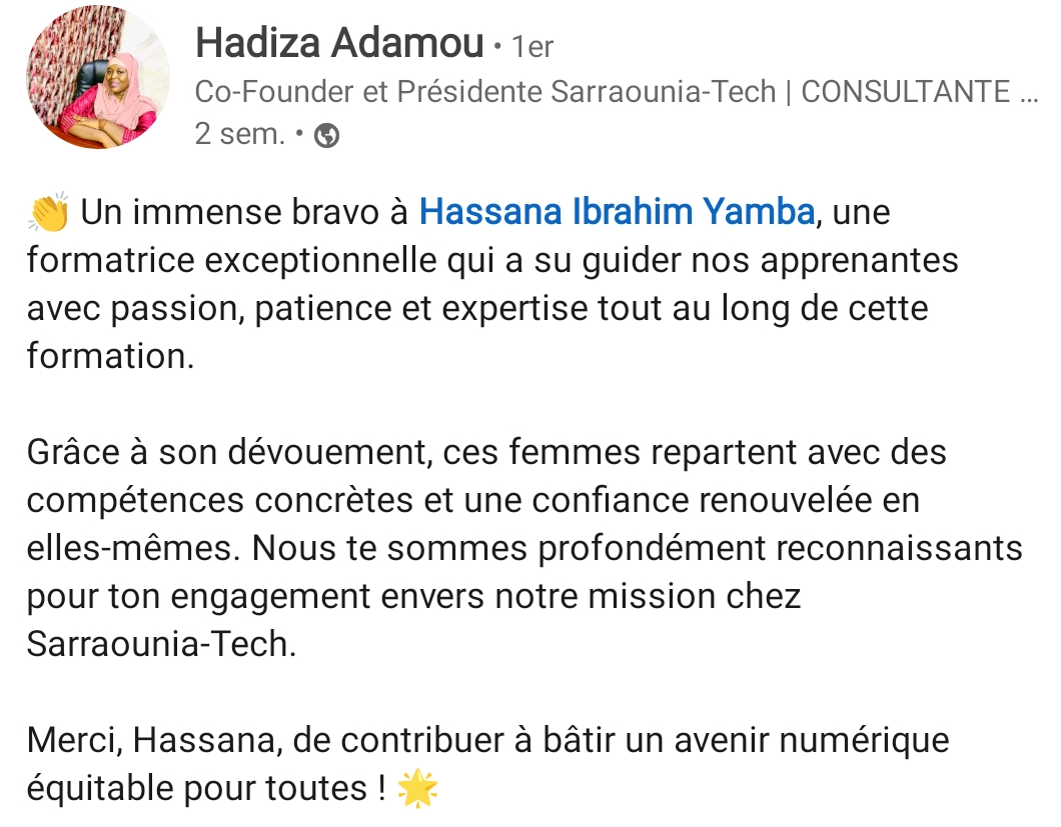 Hadiza Adamou • 1er
Co-Founder et Présidente Sarraounia-Tech | CONSULTANTE ...
2 sem. •
👏 Un immense bravo à Hassana Ibrahim Yamba, une
formatrice exceptionnelle qui a su guider nos apprenantes
avec passion, patience et expertise tout au long de cette
formation.
Grâce à son dévouement, ces femmes repartent avec des
compétences concrètes et une confiance renouvelée en
elles-mêmes. Nous te sommes profondément reconnaissants
pour ton engagement envers notre mission chez
Sarraounia-Tech.
Merci, Hassana, de contribuer à bâtir un avenir numérique
équitable pour toutes ! 🌟